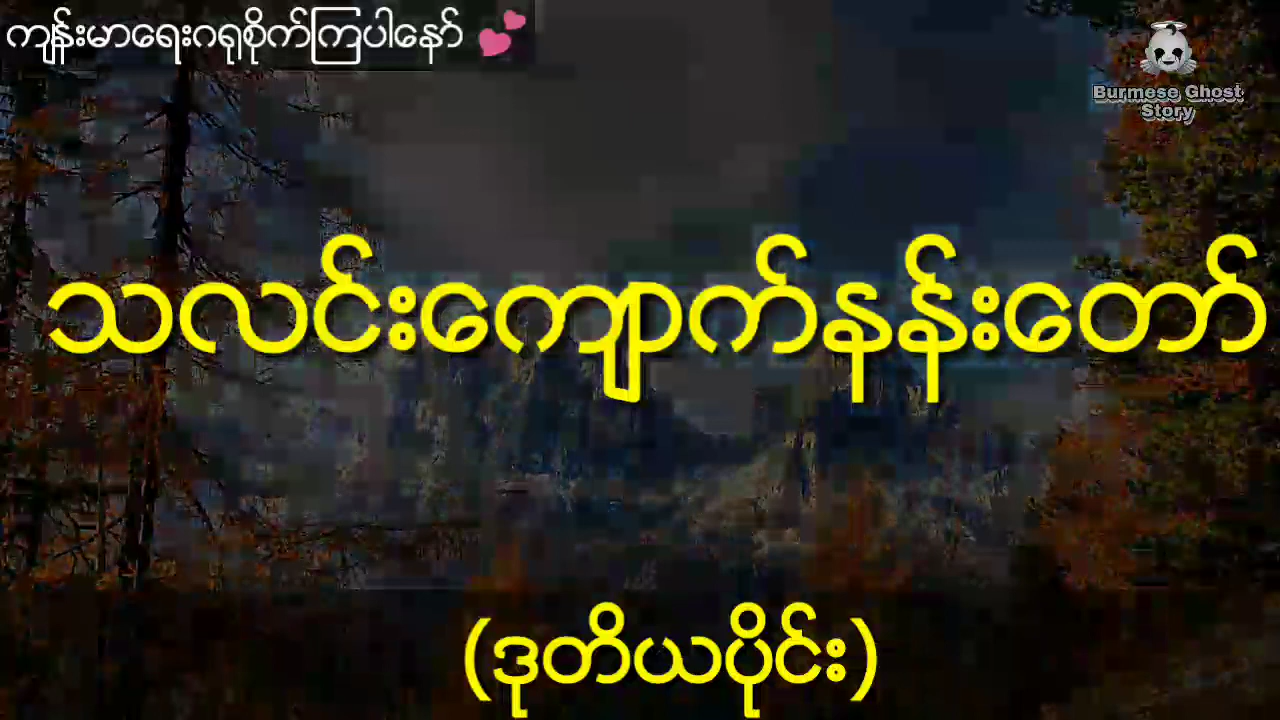 ကျန်းမာရေးဂရုစိုက်ကြပါနော် 💕
Burmese Ghost
Story
သလင်းကျောက်နန်းတော်
(ဒုတိယပိုင်း)